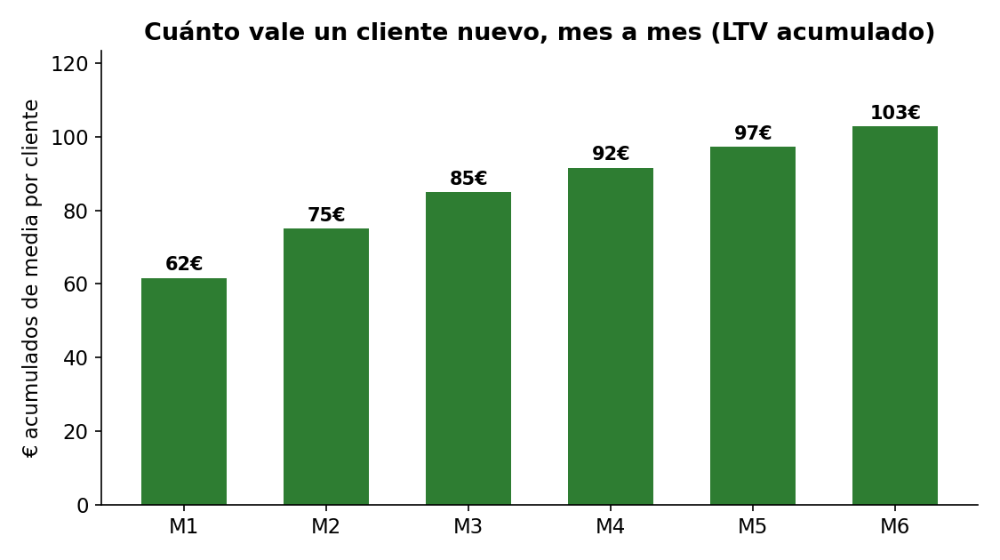 Cuánto vale un cliente nuevo, mes a mes (LTV acumulado)
€ acumulados de media por cliente
120
100
80
60
40
20
0
62€
75€
85€
92€
97€
103€
M1
M2
M3
M4
M5
M6